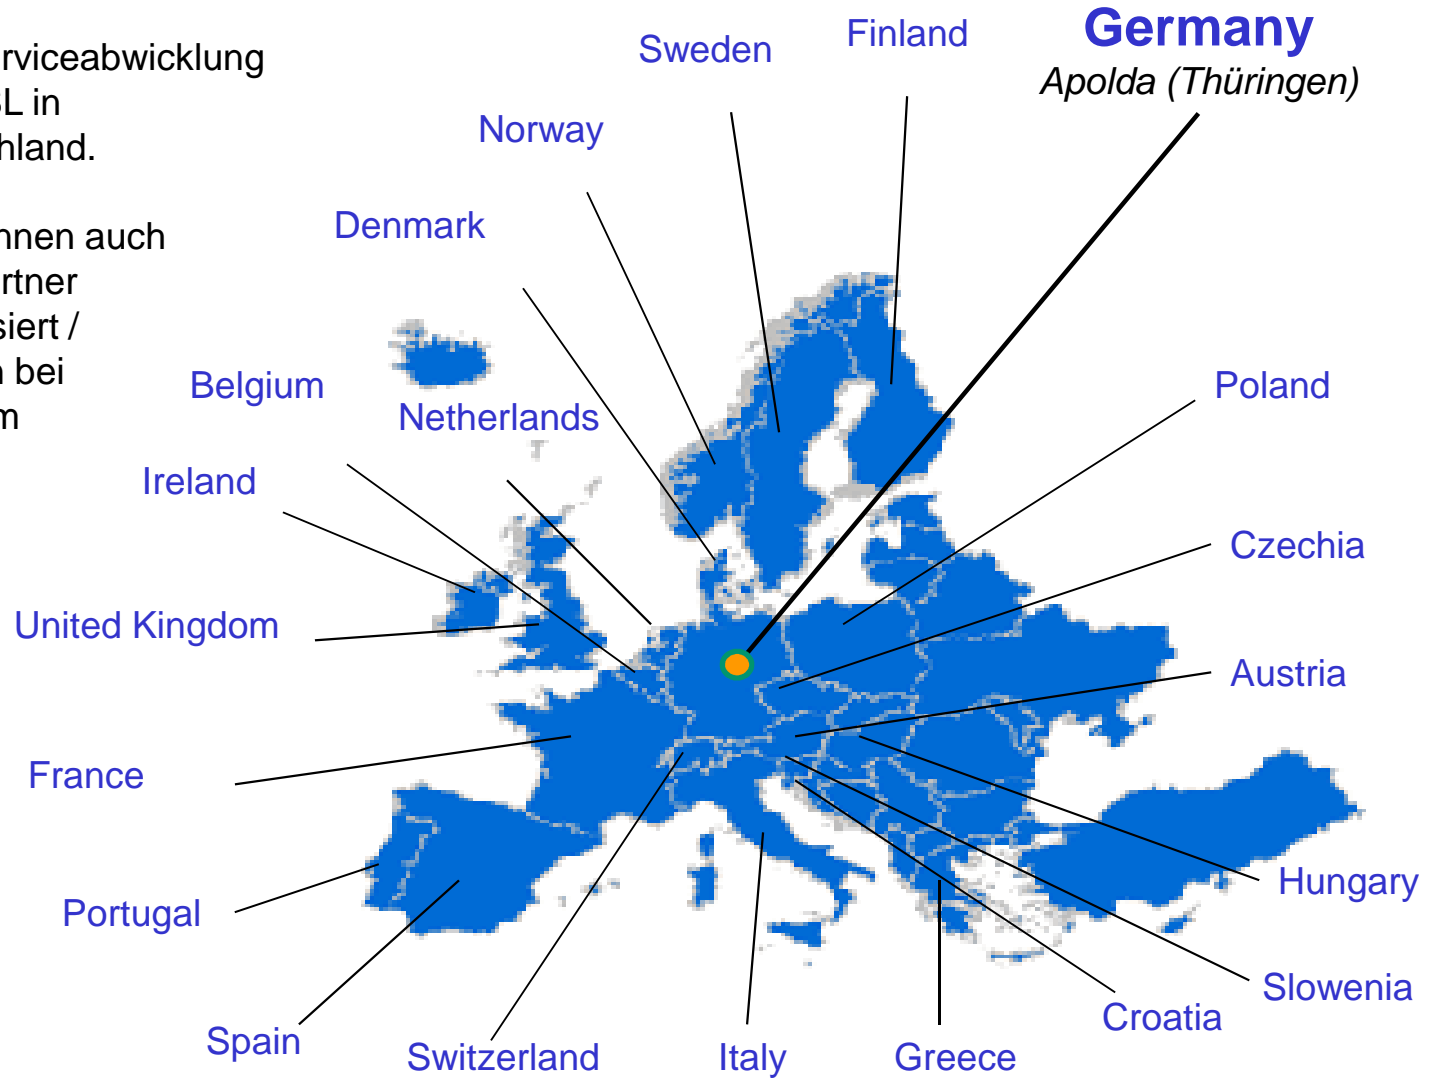 rviceabwicklung
L in
hland.
nnen auch
rtner
siert /
bei
m
Germany
Apolda (Thüringen)
Finland
Sweden
Norway
Denmark
Belgium
Netherlands
Poland
Ireland
Czechia
United Kingdom
Austria
France
Hungary
Portugal
Slowenia
Croatia
Spain
Switzerland
Italy
Greece